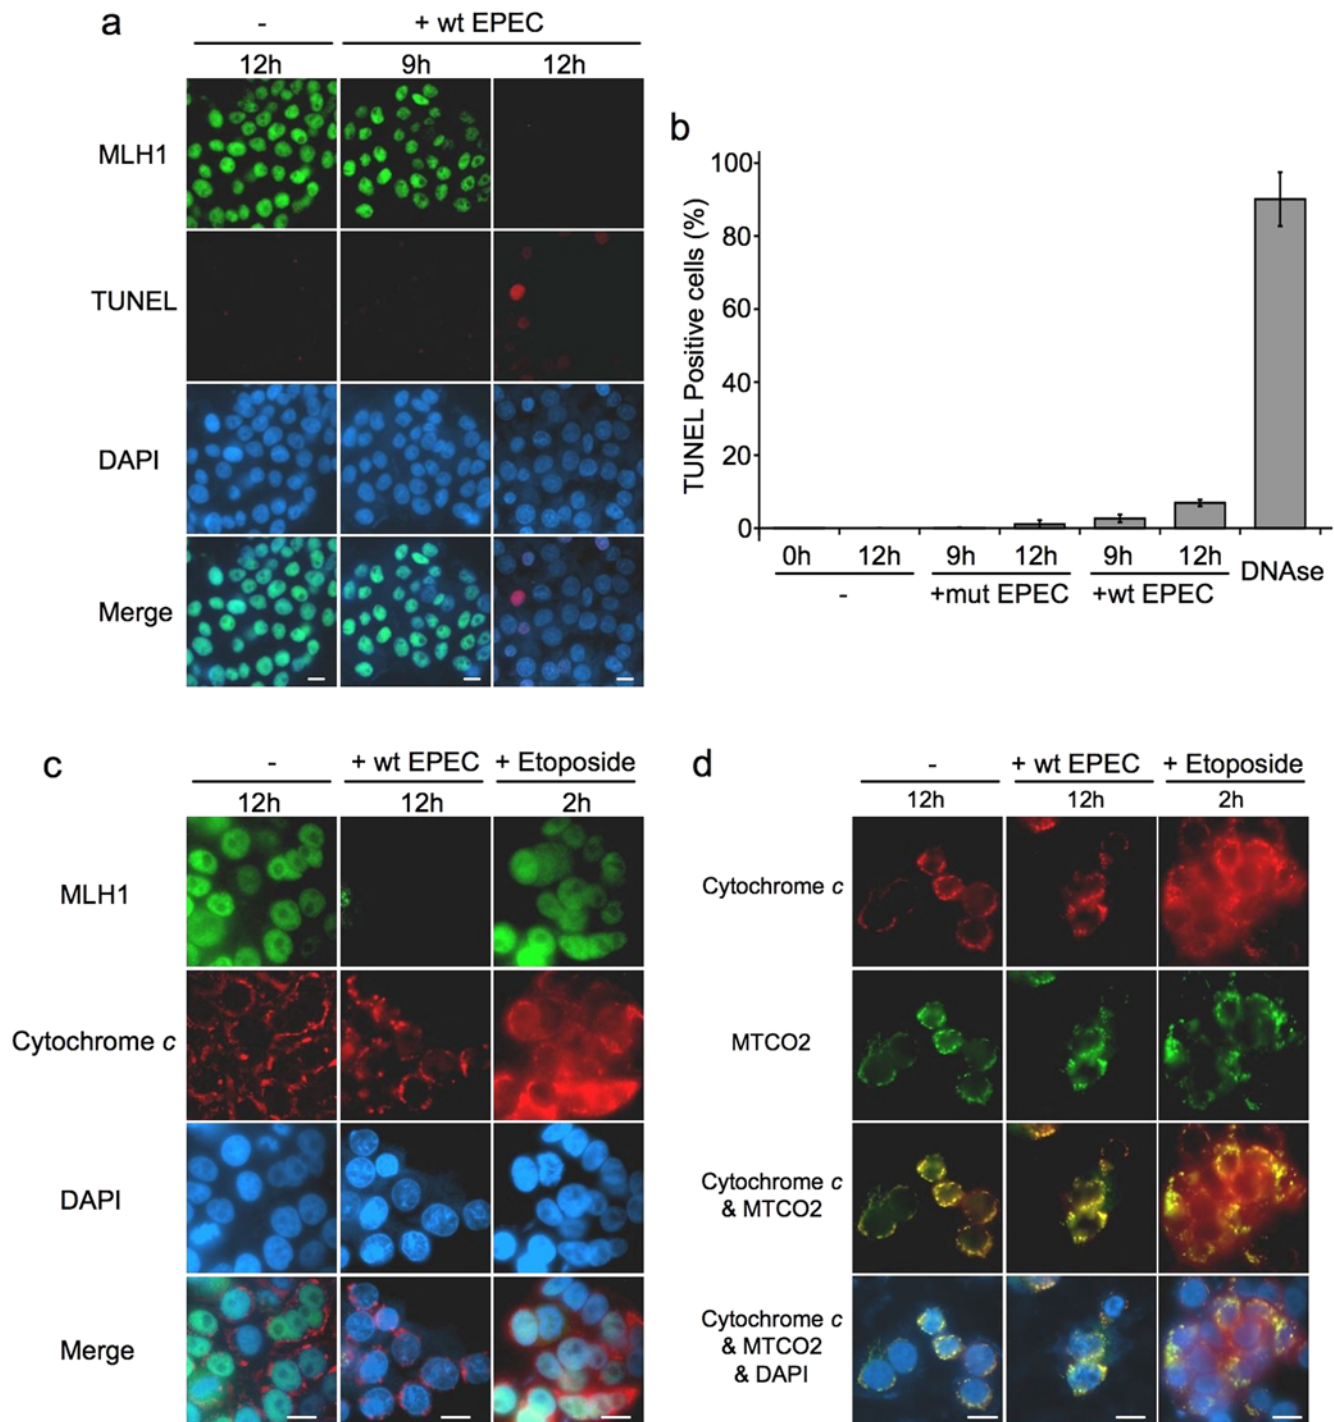 a
- + wt EPEC
12h 9h 12h
MLH1
TUNEL
DAPI
Merge
b
TUNEL Positive cells (%)
100
80
60
40
20
0
0h 12h 9h 12h 9h 12h DNAse
- +mut EPEC +wt EPEC
c
- + wt EPEC + Etoposide
12h 12h 2h
MLH1
Cytochrome c
DAPI
Merge
d
- + wt EPEC + Etoposide
12h 12h 2h
Cytochrome c
MTCO2
Cytochrome c
& MTCO2
Cytochrome c
& MTCO2
& DAPI